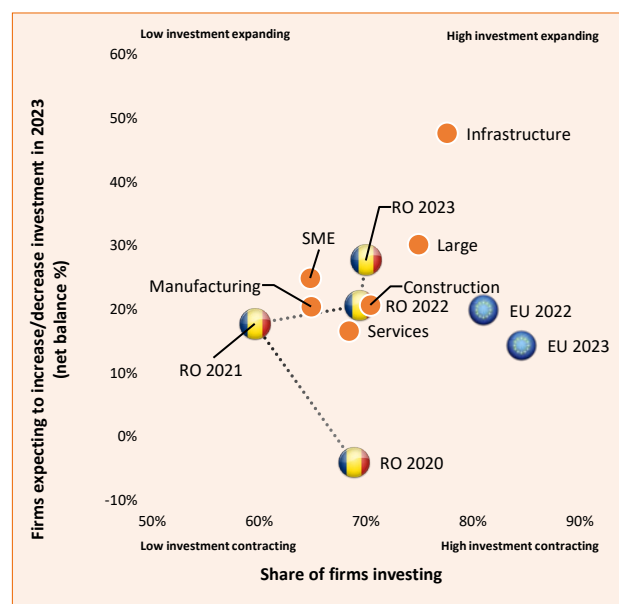 Low investment expanding
High investment expanding
Firms expecting to increase/decrease investment in 2023
(net balance %)
60%
50%
40%
30%
20%
10%
0%
-10%
Infrastructure
RO 2023
SME
Large
Manufacturing
Construction
RO 2022
EU 2022
Services
EU 2023
RO 2021
RO 2020
50%
60%
70%
80%
90%
Low investment contracting
High investment contracting
Share of firms investing